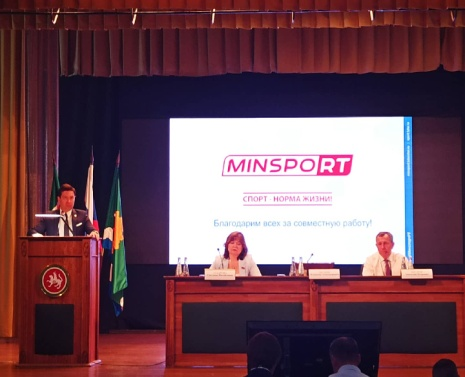 MINSPORT
СПОРТ - НОРМА ЖИЗНИ!
Благодарим всех за совместную работу!